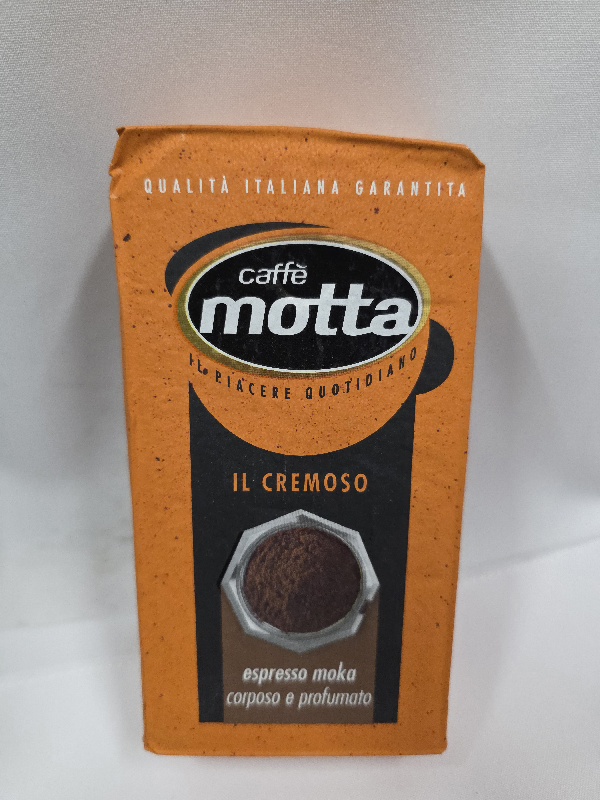 QUALITÀ ITALIANA GARANTITA
caffè
motta
IL PIACERE QUOTIDIANO
IL CREMOSO
espresso moka
corposo e profumato